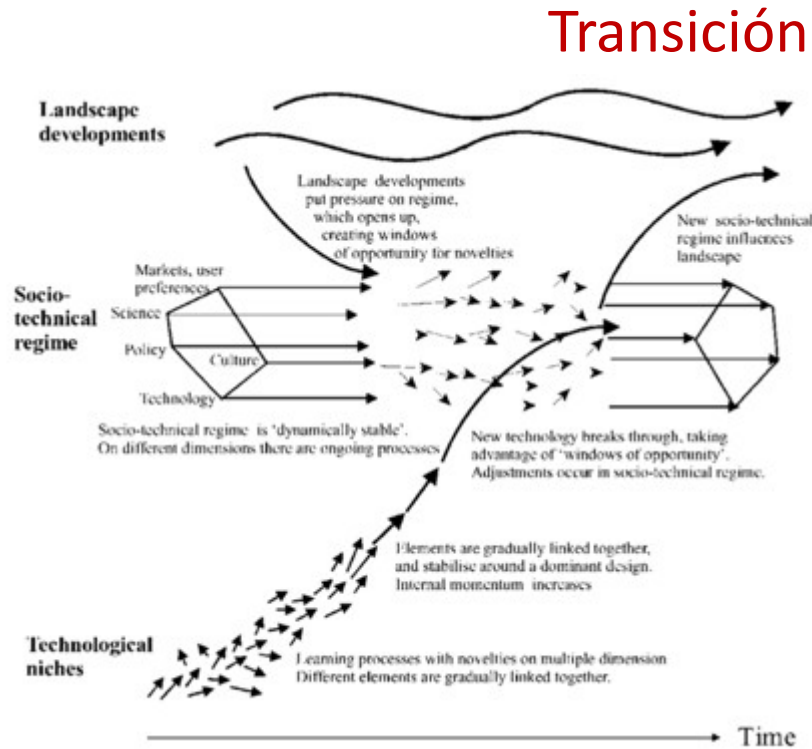 Transición
Landscape
developments
Landscape developments
put pressure on regime,
which opens up,
creating windows
of opportunity for novelties
New socio-technical
regime influences
landscape
Markets, user
preferences
Socio-
technical
regime
Science
Policy
Culture
Technology
Socio-technical regime is 'dynamically stable'.
On different dimensions there are ongoing processes
New technology breaks through, taking
advantage of 'windows of opportunity'.
Adjustments occur in socio-technical regime.
Elements are gradually linked together,
and stabilise around a dominant design.
Internal momentum increases
Technological
niches
Learning processes with novelties on multiple dimension
Different elements are gradually linked together.
Time